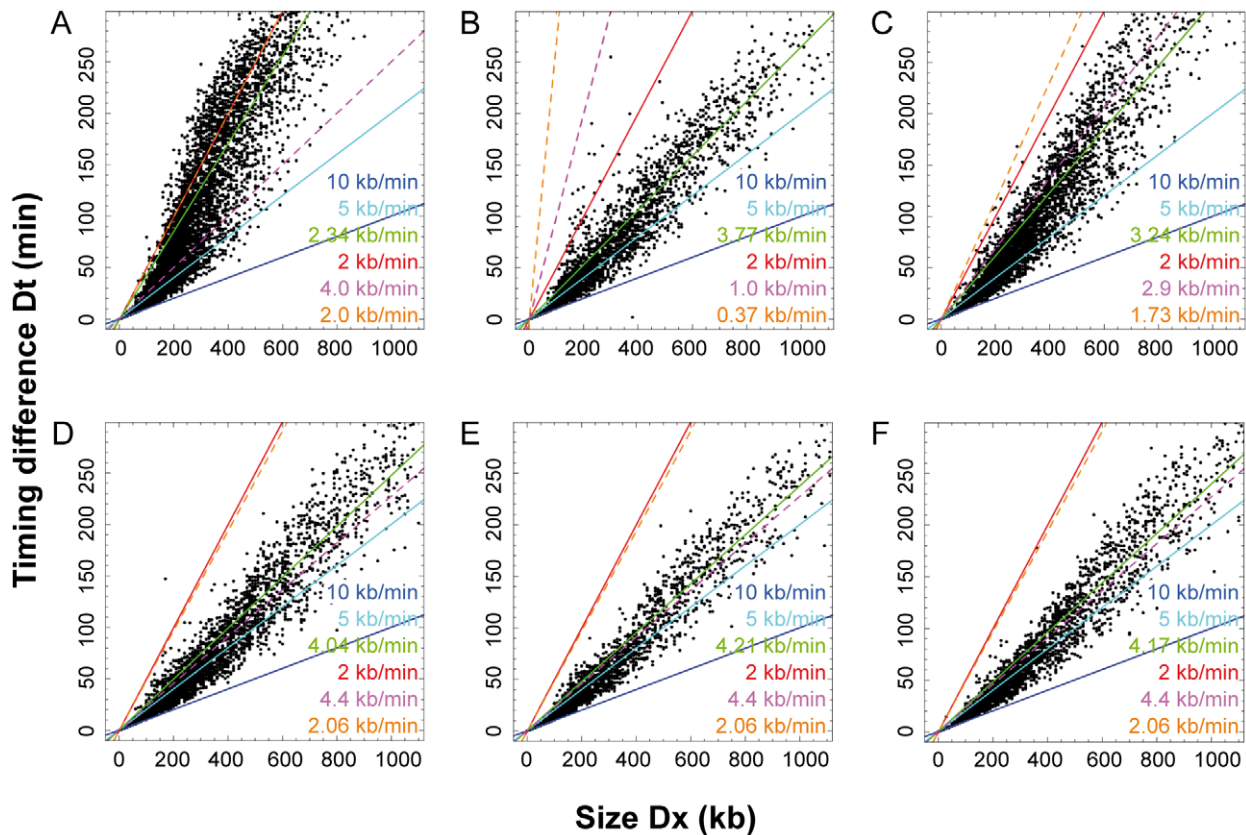 A
B
C
250
200
150
100
50
0
10 kb/min
5 kb/min
2.34 kb/min
2 kb/min
4.0 kb/min
2.0 kb/min
0 200 400 600 800 1000
250
200
150
100
50
0
10 kb/min
5 kb/min
3.77 kb/min
2 kb/min
1.0 kb/min
0.37 kb/min
0 200 400 600 800 1000
250
200
150
100
50
0
10 kb/min
5 kb/min
3.24 kb/min
2 kb/min
2.9 kb/min
1.73 kb/min
0 200 400 600 800 1000
Timing difference Dt (min)
D
E
F
250
200
150
100
50
0
10 kb/min
5 kb/min
4.04 kb/min
2 kb/min
4.4 kb/min
2.06 kb/min
0 200 400 600 800 1000
250
200
150
100
50
0
10 kb/min
5 kb/min
4.21 kb/min
2 kb/min
4.4 kb/min
2.06 kb/min
0 200 400 600 800 1000
250
200
150
100
50
0
10 kb/min
5 kb/min
4.17 kb/min
2 kb/min
4.4 kb/min
2.06 kb/min
0 200 400 600 800 1000
Size Dx (kb)